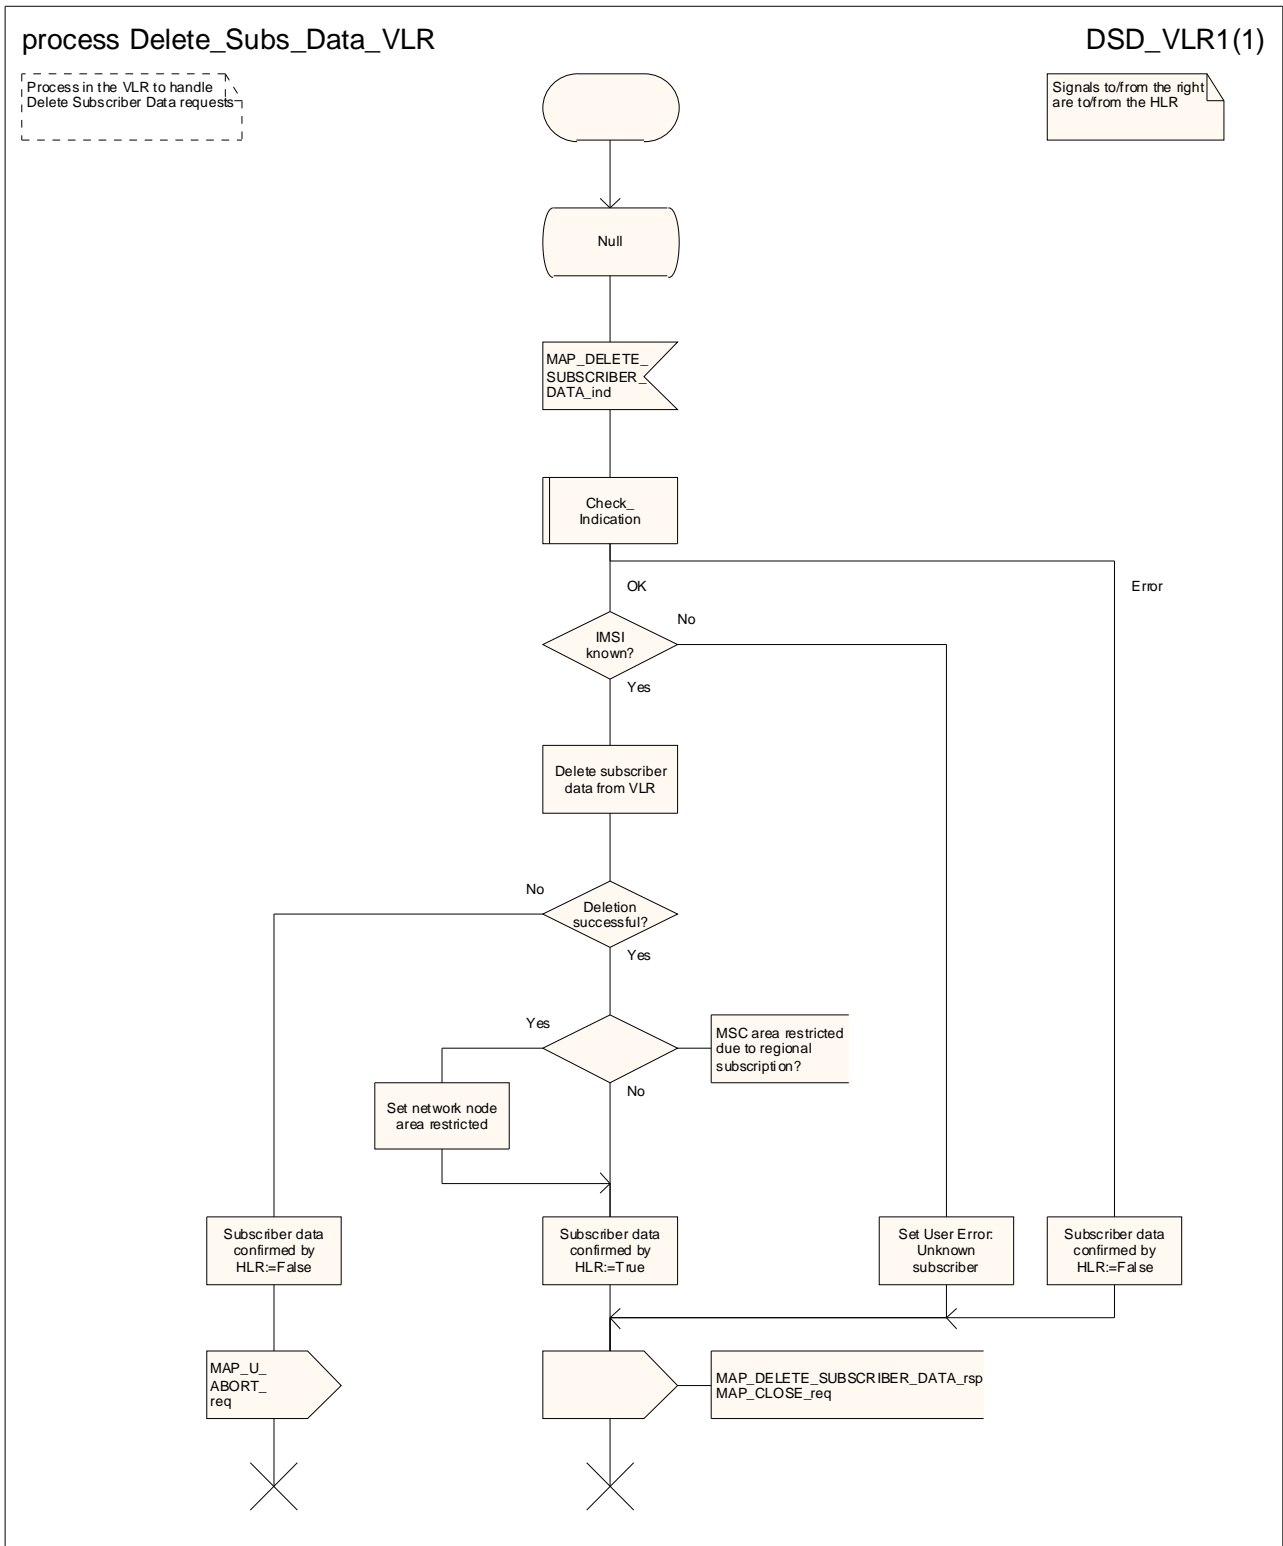 process Delete_Subs_Data_VLR
DSD_VLR1(1)
Process in the VLR to handle
Delete Subscriber Data requests
Signals to/from the right
are to/from the HLR
Null
MAP_DELETE_
SUBSCRIBER_
DATA_ind
Check_
Indication
OK
Error
IMSI
known?
No
Yes
Delete subscriber
data from VLR
No
Deletion
successful?
Yes
Yes
MSC area restricted
due to regional
subscription?
No
Set network node
area restricted
Subscriber data
confirmed by
HLR:=False
Subscriber data
confirmed by
HLR:=True
Set User Error:
Unknown
subscriber
Subscriber data
confirmed by
HLR:=False
MAP_U_
ABORT_
req
MAP_DELETE_SUBSCRIBER_DATA_rsp
MAP_CLOSE_req